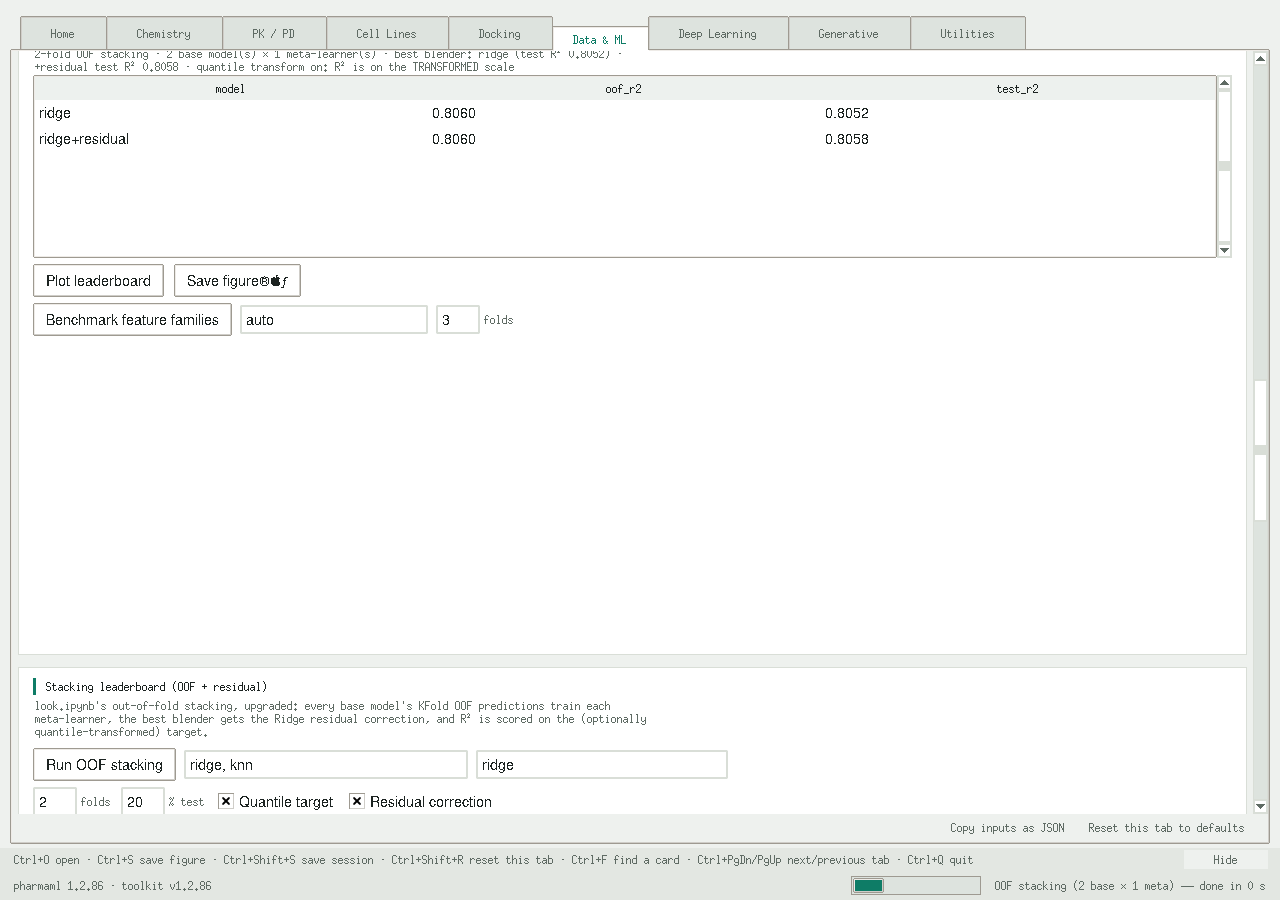 Home Chemistry PK / PD Cell Lines Docking Data & ML Deep Learning Generative Utilities
2-fold OOF stacking · 2 base model(s) × 1 meta-learner(s) · best blender: ridge (test R² 0.8052) ·
+residual test R² 0.8058 · quantile transform on: R² is on the TRANSFORMED scale
model oof_r2 test_r2
ridge 0.8060 0.8052
ridge+residual 0.8060 0.8058
Plot leaderboard Save figure®ƒ
Benchmark feature families auto 3 folds
Stacking leaderboard (OOF + residual)
look.ipynb's out-of-fold stacking, upgraded: every base model's KFold OOF predictions train each
meta-learner, the best blender gets the Ridge residual correction, and R² is scored on the (optionally
quantile-transformed) target.
Run OOF stacking ridge, knn ridge
2 folds 20 % test Quantile target Residual correction
Copy inputs as JSON Reset this tab to defaults
Ctrl+O open · Ctrl+S save figure · Ctrl+Shift+S save session · Ctrl+Shift+R reset this tab · Ctrl+F find a card · Ctrl+PgDn/PgUp next/previous tab · Ctrl+Q quit Hide
pharmaml 1.2.86 · toolkit v1.2.86 OOF stacking (2 base × 1 meta) — done in 0 s